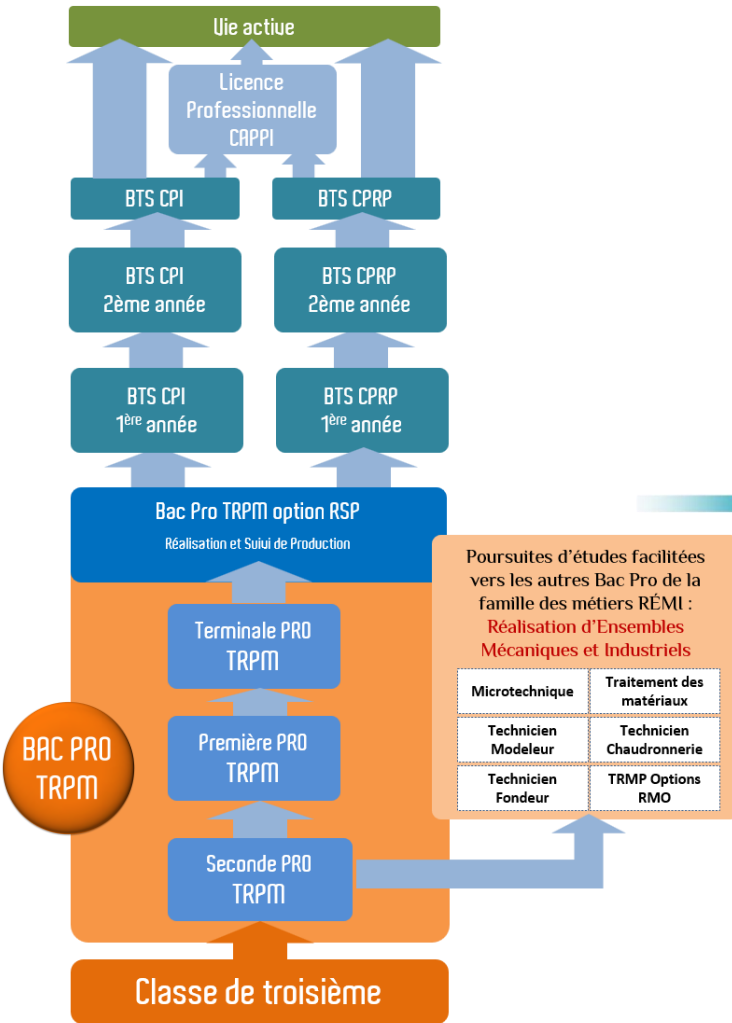 Vie active
Licence
Professionnelle
CAPPI
BTS CPI
BTS CPRP
BTS CPI
2ème année
BTS CPRP
2ème année
BTS CPI
1ère année
BTS CPRP
1ère année
Bac Pro TRPM option RSP
Réalisation et Suivi de Production
Terminale PRO
TRPM
Première PRO
TRPM
Seconde PRO
TRPM
BAC PRO
TRPM
Classe de troisième
Poursuites d'études facilitées
vers les autres Bac Pro de la
famille des métiers RÉMI :
Réalisation d'Ensembles
Mécaniques et Industriels
Microtechnique
Traitement des
matériaux
Technicien
Modeleur
Technicien
Chaudronnerie
Technicien
Fondeur
TRMP Options
RMO